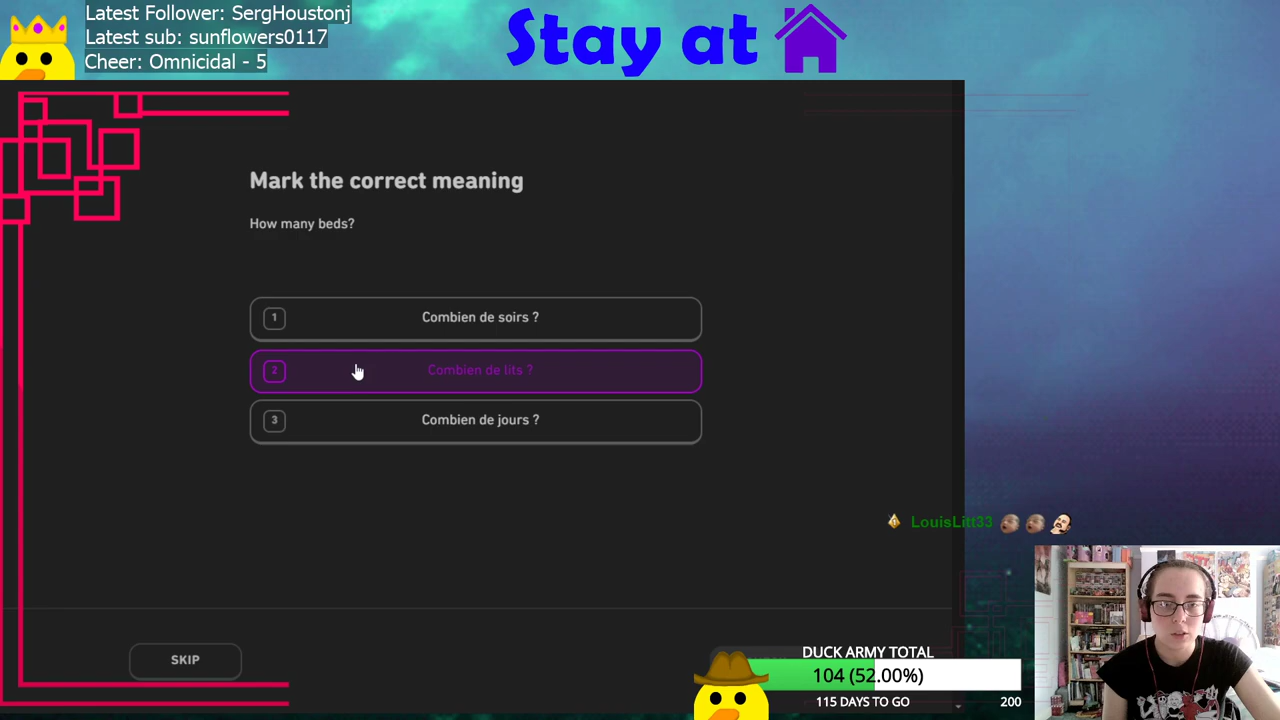 Latest Follower: SergHoustonj
Latest sub: sunflowers0117
Cheer: Omnicidal - 5
Stay at
Mark the correct meaning
How many beds?
1 Combien de soirs ?
2 Combien de lits ?
3 Combien de jours ?
LouisLitt33
SKIP
DUCK ARMY TOTAL
104 (52.00%)
115 DAYS TO GO 200